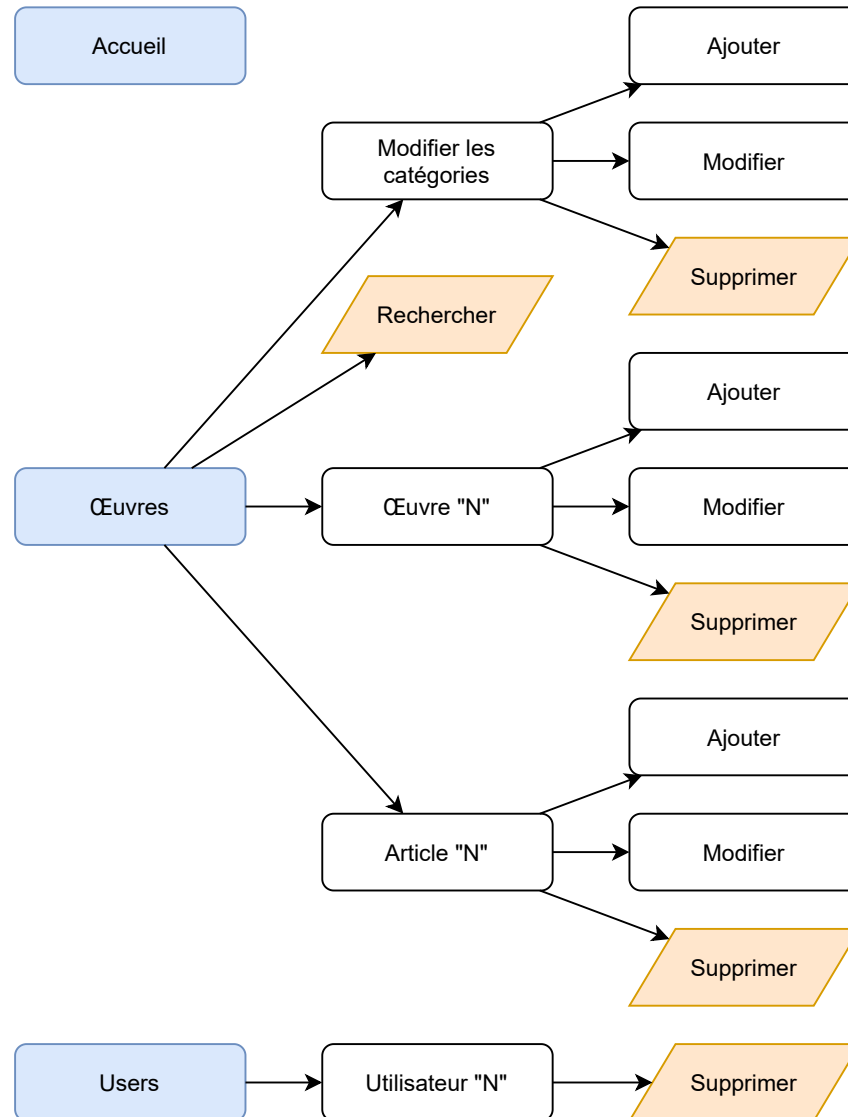 Accueil
Ajouter
Modifier les
catégories
Modifier
Supprimer
Rechercher
Ajouter
Œuvres
Œuvre "N"
Modifier
Supprimer
Ajouter
Article "N"
Modifier
Supprimer
Users
Utilisateur "N"
Supprimer